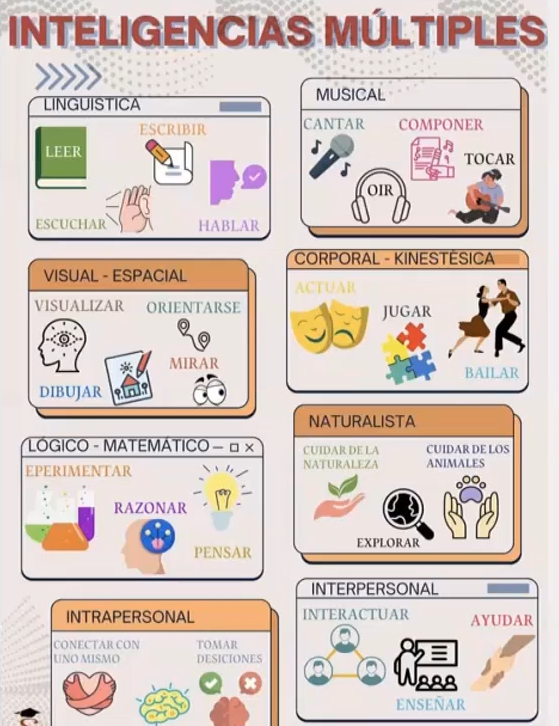 INTELIGENCIAS MÚLTIPLES
LINGUISTICA
LEER
ESCRIBIR
ESCUCHAR
HABLAR
MUSICAL
CANTAR
COMPONER
TOCAR
OIR
VISUAL - ESPACIAL
VISUALIZAR
ORIENTARSE
MIRAR
DIBUJAR
CORPORAL - KINESTÈSICA
ACTUAR
JUGAR
BAILAR
LÓGICO - MATEMÁTICO
EPERIMENTAR
RAZONAR
PENSAR
NATURALISTA
CUIDAR DE LA
NATURALEZA
CUIDAR DE LOS
ANIMALES
EXPLORAR
INTRAPERSONAL
CONECTAR CON
UNO MISMO
TOMAR
DESICIONES
INTERPERSONAL
INTERACTUAR
AYUDAR
ENSEÑAR